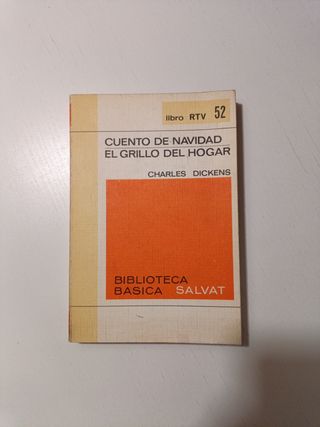 libro RTV 52
CUENTO DE NAVIDAD
EL GRILLO DEL HOGAR
CHARLES DICKENS
BIBLIOTECA
BASICA SALVAT